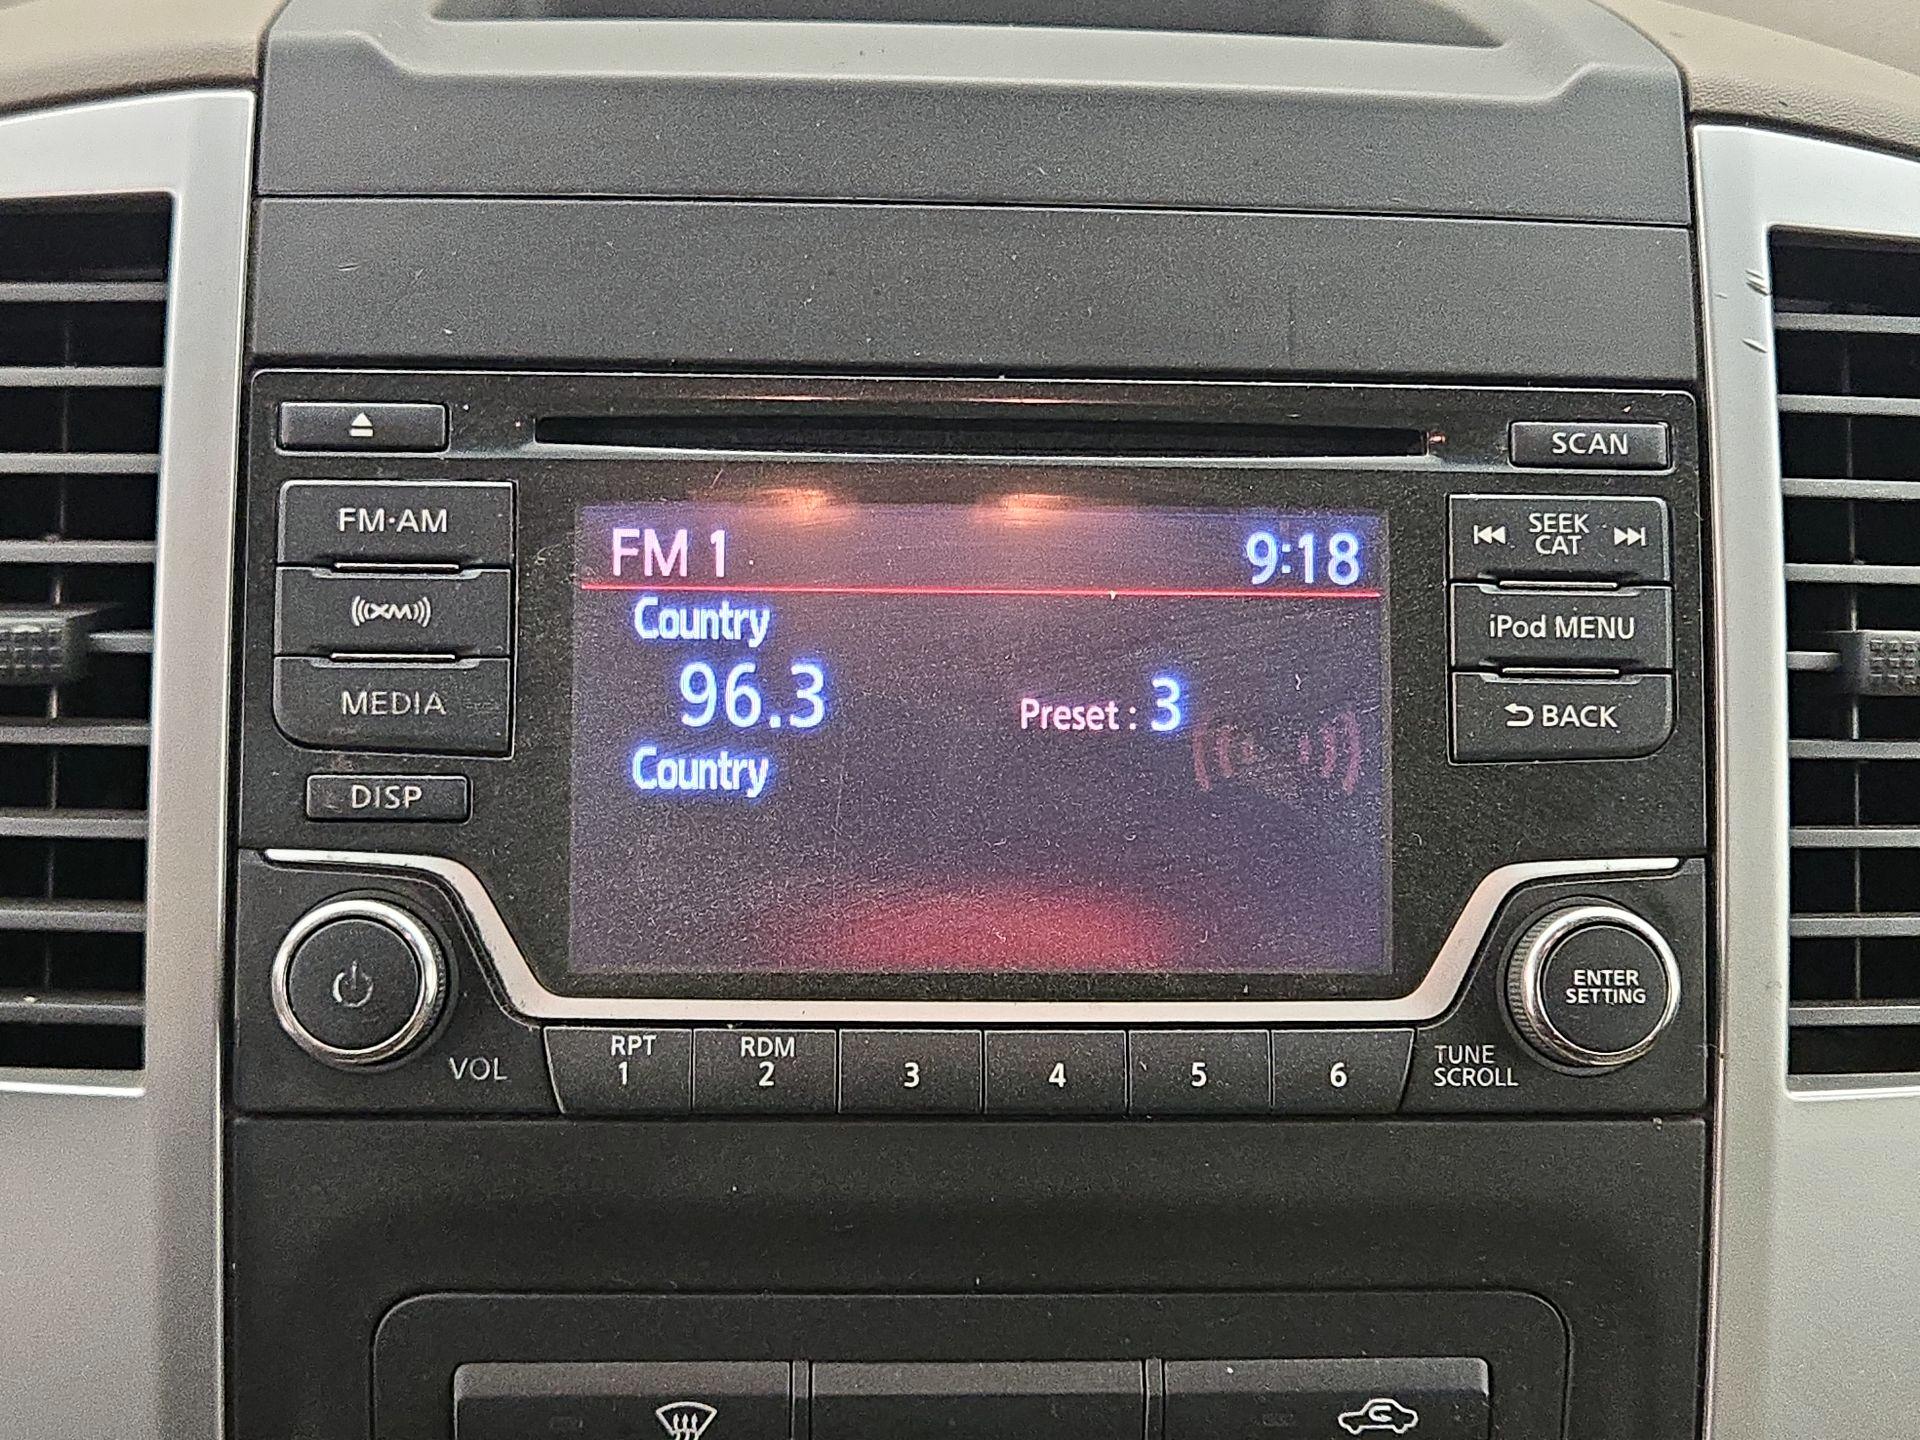 SCAN
FM·AM
XM
MEDIA
DISP
FM 1 9:18
Country
96.3 Preset : 3
Country
SEEK
CAT
iPod MENU
BACK
VOL
RPT
1
RDM
2
3
4
5
6
TUNE
SCROLL
ENTER
SETTING